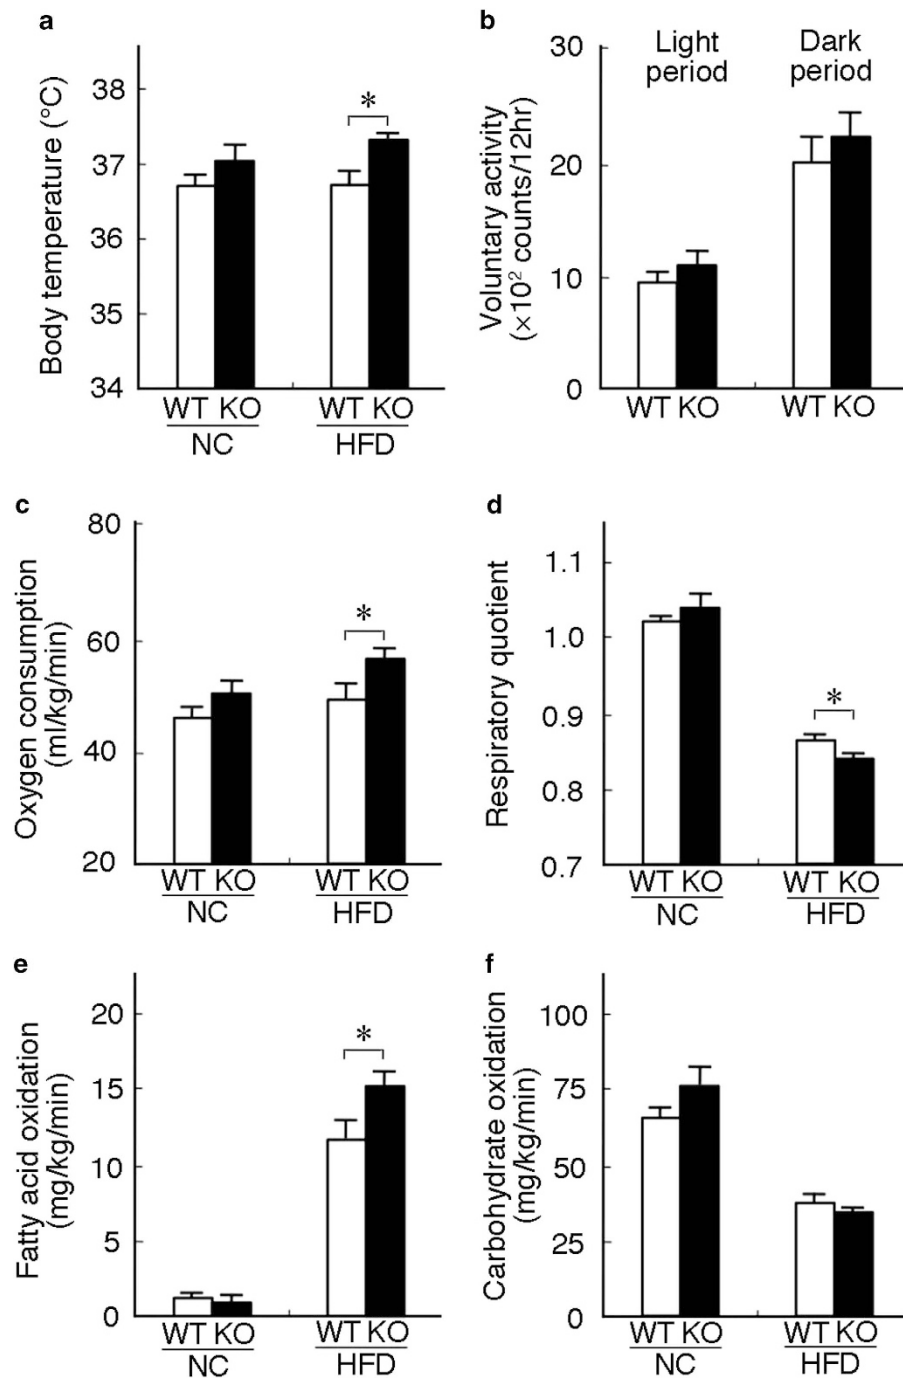 a
Body temperature (°C)
38
37
36
35
34
*
WT KO WT KO
NC HFD
b
Voluntary activity
(×10² counts/12hr)
30
20
10
0
Light period
Dark period
WT KO WT KO
c
Oxygen consumption
(ml/kg/min)
80
60
40
20
*
WT KO WT KO
NC HFD
d
Respiratory quotient
1.1
1.0
0.9
0.8
0.7
*
WT KO WT KO
NC HFD
e
Fatty acid oxidation
(mg/kg/min)
20
15
10
5
0
*
WT KO WT KO
NC HFD
f
Carbohydrate oxidation
(mg/kg/min)
100
75
50
25
0
WT KO WT KO
NC HFD